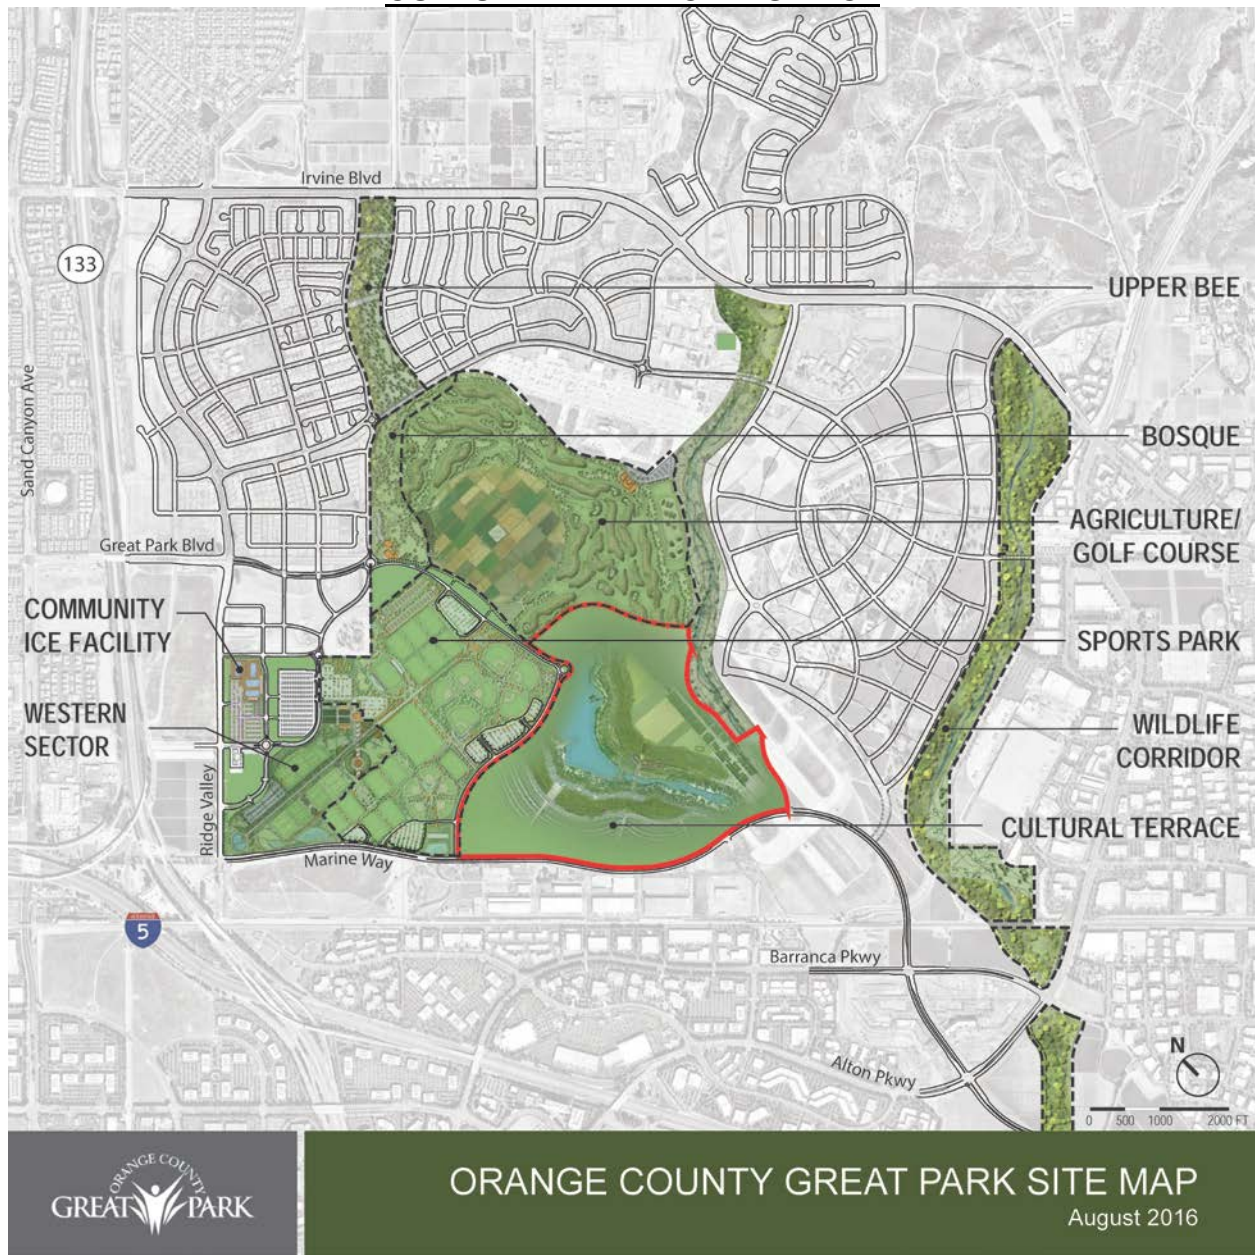 Irvine Blvd
133
UPPER BEE
Sand Canyon Ave
BOSQUE
AGRICULTURE/
GOLF COURSE
Great Park Blvd
COMMUNITY
ICE FACILITY
SPORTS PARK
WESTERN
SECTOR
WILDLIFE
CORRIDOR
Ridge Valley
CULTURAL TERRACE
Marine Way
5
Barranca Pkwy
Alton Pkwy
N
0 500 1000 2000 FT
ORANGE COUNTY
GREAT PARK
ORANGE COUNTY GREAT PARK SITE MAP
August 2016